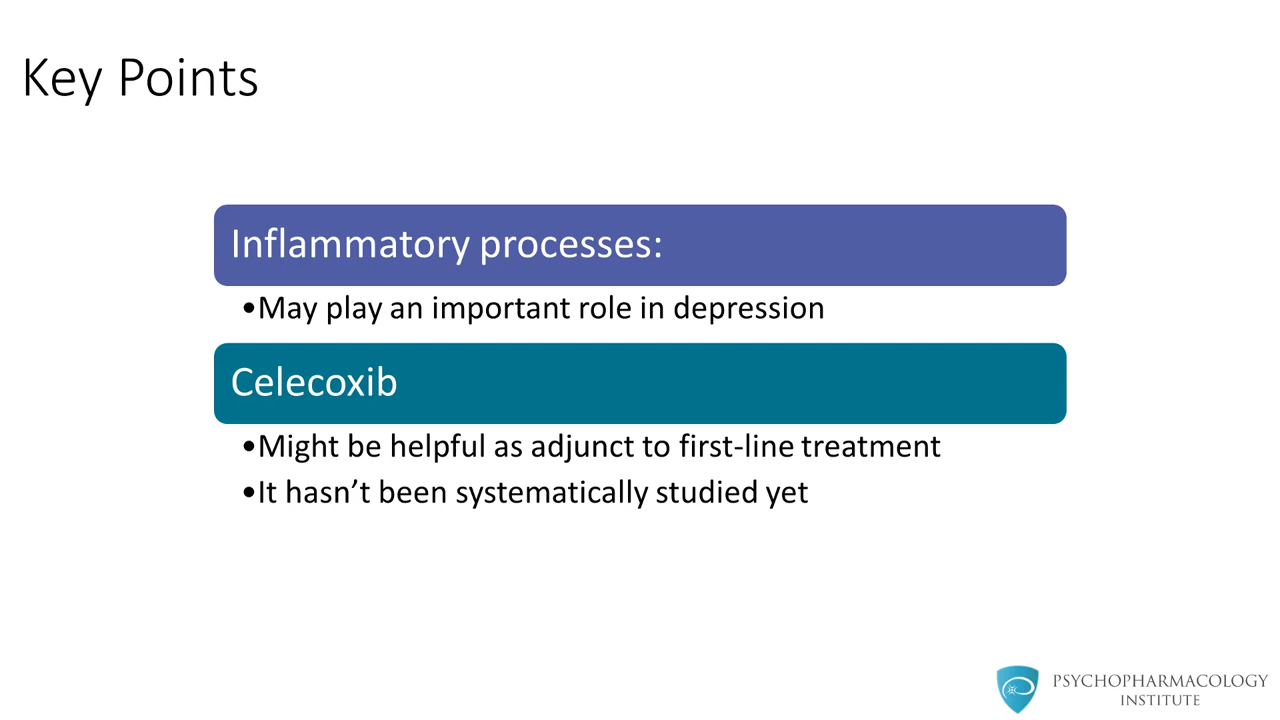 Key Points
Inflammatory processes:
•May play an important role in depression
Celecoxib
•Might be helpful as adjunct to first-line treatment
•It hasn’t been systematically studied yet
PSYCHOPHARMACOLOGY
INSTITUTE